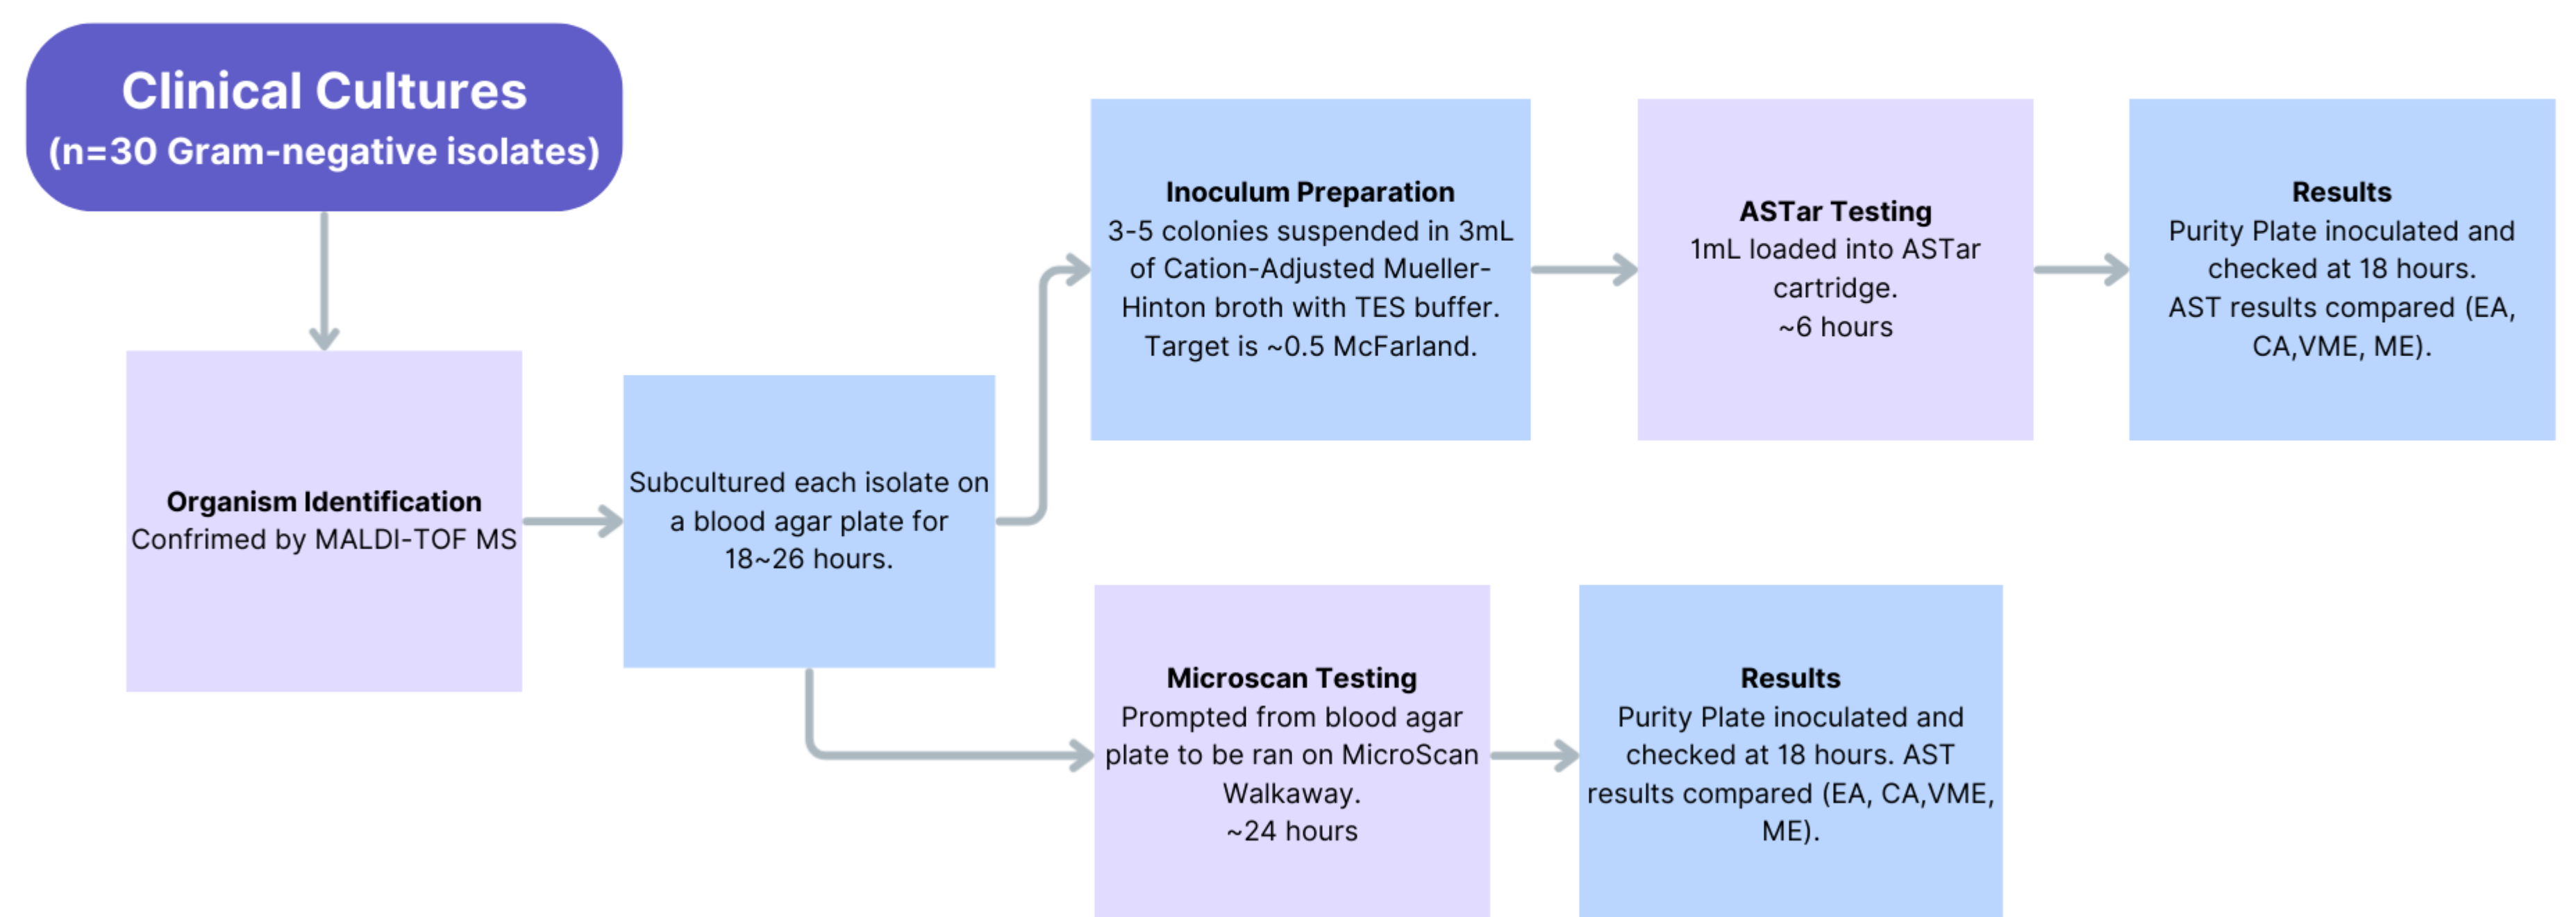 Clinical Cultures
(n=30 Gram-negative isolates)
Organism Identification
Confrimed by MALDI-TOF MS
Subcultured each isolate on
a blood agar plate for
18~26 hours.
Inoculum Preparation
3-5 colonies suspended in 3mL
of Cation-Adjusted Mueller-
Hinton broth with TES buffer.
Target is ~0.5 McFarland.
ASTar Testing
1mL loaded into ASTar
cartridge.
~6 hours
Results
Purity Plate inoculated and
checked at 18 hours.
AST results compared (EA,
CA,VME, ME).
Microscan Testing
Prompted from blood agar
plate to be ran on MicroScan
Walkaway.
~24 hours
Results
Purity Plate inoculated and
checked at 18 hours. AST
results compared (EA, CA,VME,
ME).